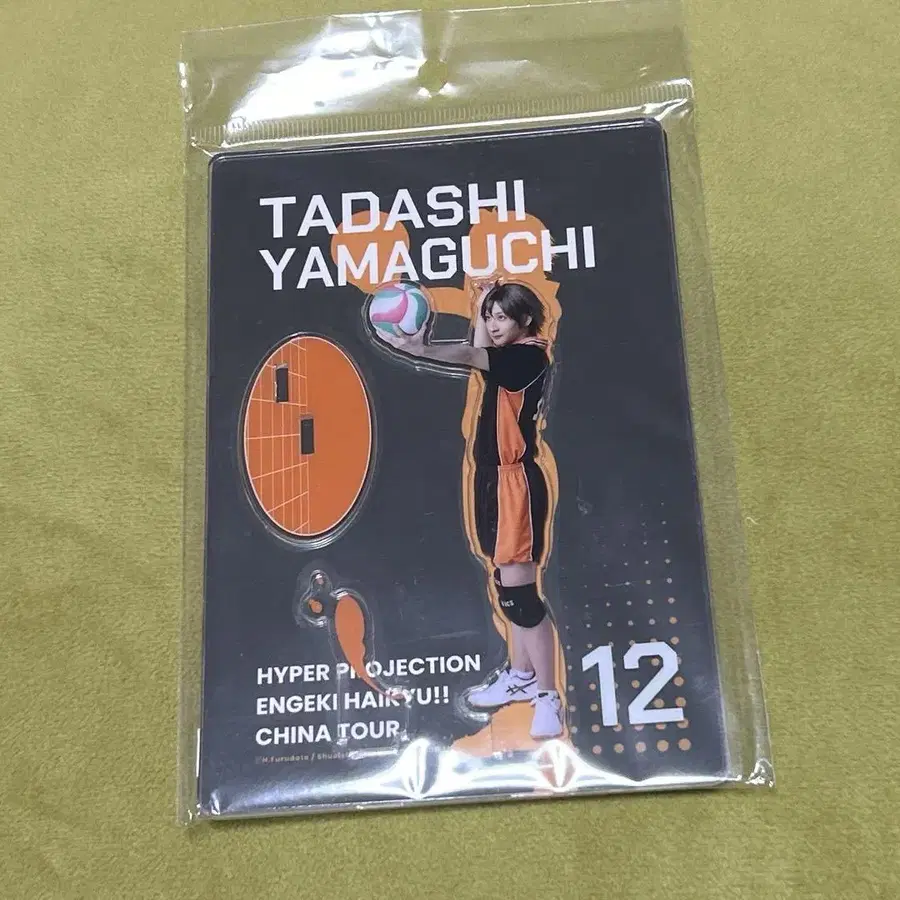 TADASHI
YAMAGUCHI
HYPER PROJECTION
ENGEKI HAIKYU!!
CHINA TOUR
12